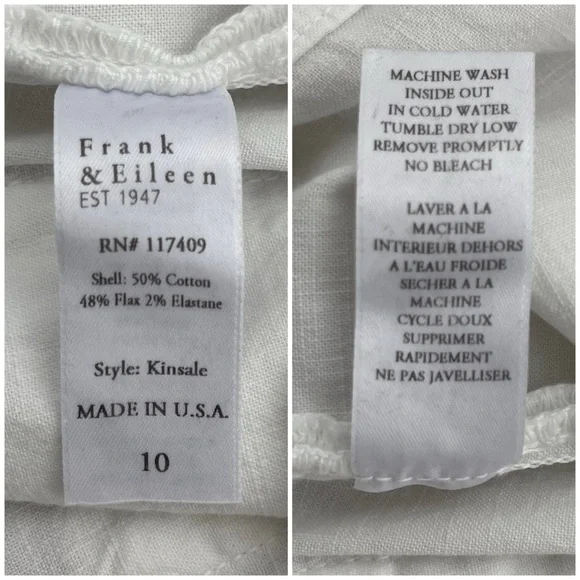 Frank
& Eileen
EST 1947
RN# 117409
Shell: 50% Cotton
48% Flax 2% Elastane
Style: Kinsale
MADE IN U.S.A.
10
MACHINE WASH
INSIDE OUT
IN COLD WATER
TUMBLE DRY LOW
REMOVE PROMPTLY
NO BLEACH
LAVER A LA
MACHINE
INTERIEUR DEHORS
A L'EAU FROIDE
SECHER A LA
MACHINE
CYCLE DOUX
SUPPRIMER
RAPIDEMENT
NE PAS JAVELLISER